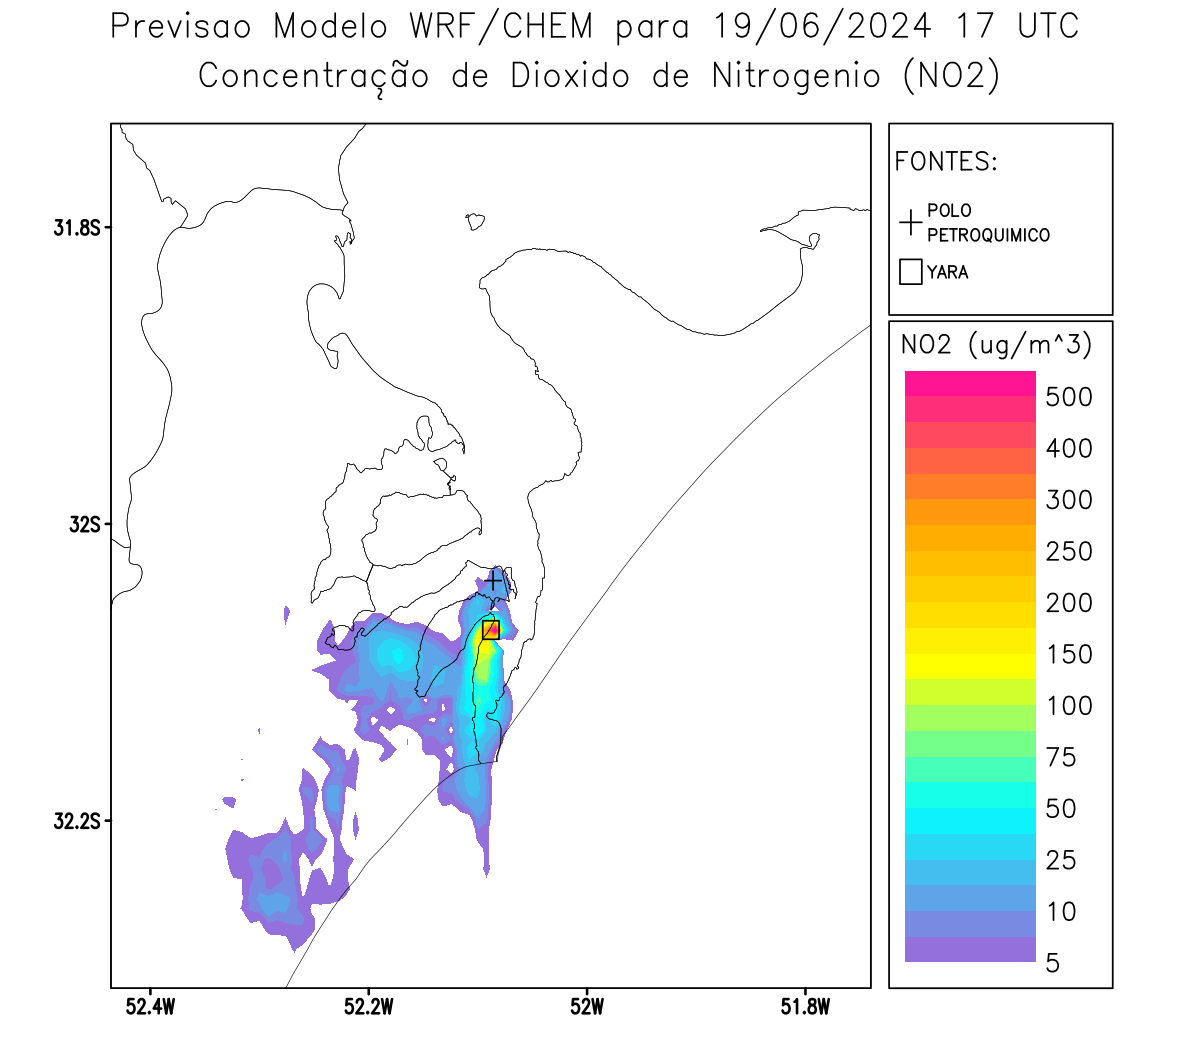 Previsao Modelo WRF/CHEM para 19/06/2024 17 UTC
Concentração de Dioxido de Nitrogenio (NO2)
FONTES:
POLO
PETROQUIMICO
YARA
31.8S
32S
32.2S
52.4W
52.2W
52W
51.8W
NO2 (ug/m^3)
500
400
300
250
200
150
100
75
50
25
10
5